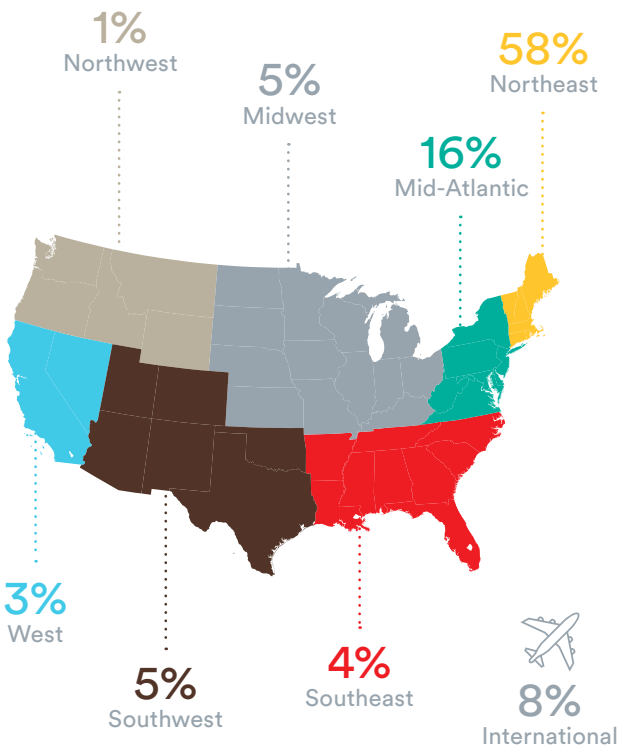 1%
Northwest
5%
Midwest
58%
Northeast
16%
Mid-Atlantic
3%
West
5%
Southwest
4%
Southeast
8%
International